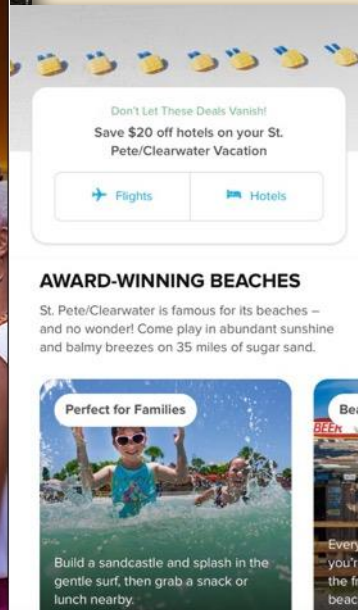 Don't Let These Deals Vanish!
Save $20 off hotels on your St.
Pete/Clearwater Vacation
Flights
Hotels
AWARD-WINNING BEACHES
St. Pete/Clearwater is famous for its beaches –
and no wonder! Come play in abundant sunshine
and balmy breezes on 35 miles of sugar sand.
Perfect for Families
BEER
Build a sandcastle and splash in the
gentle surf, then grab a snack or
lunch nearby.
the